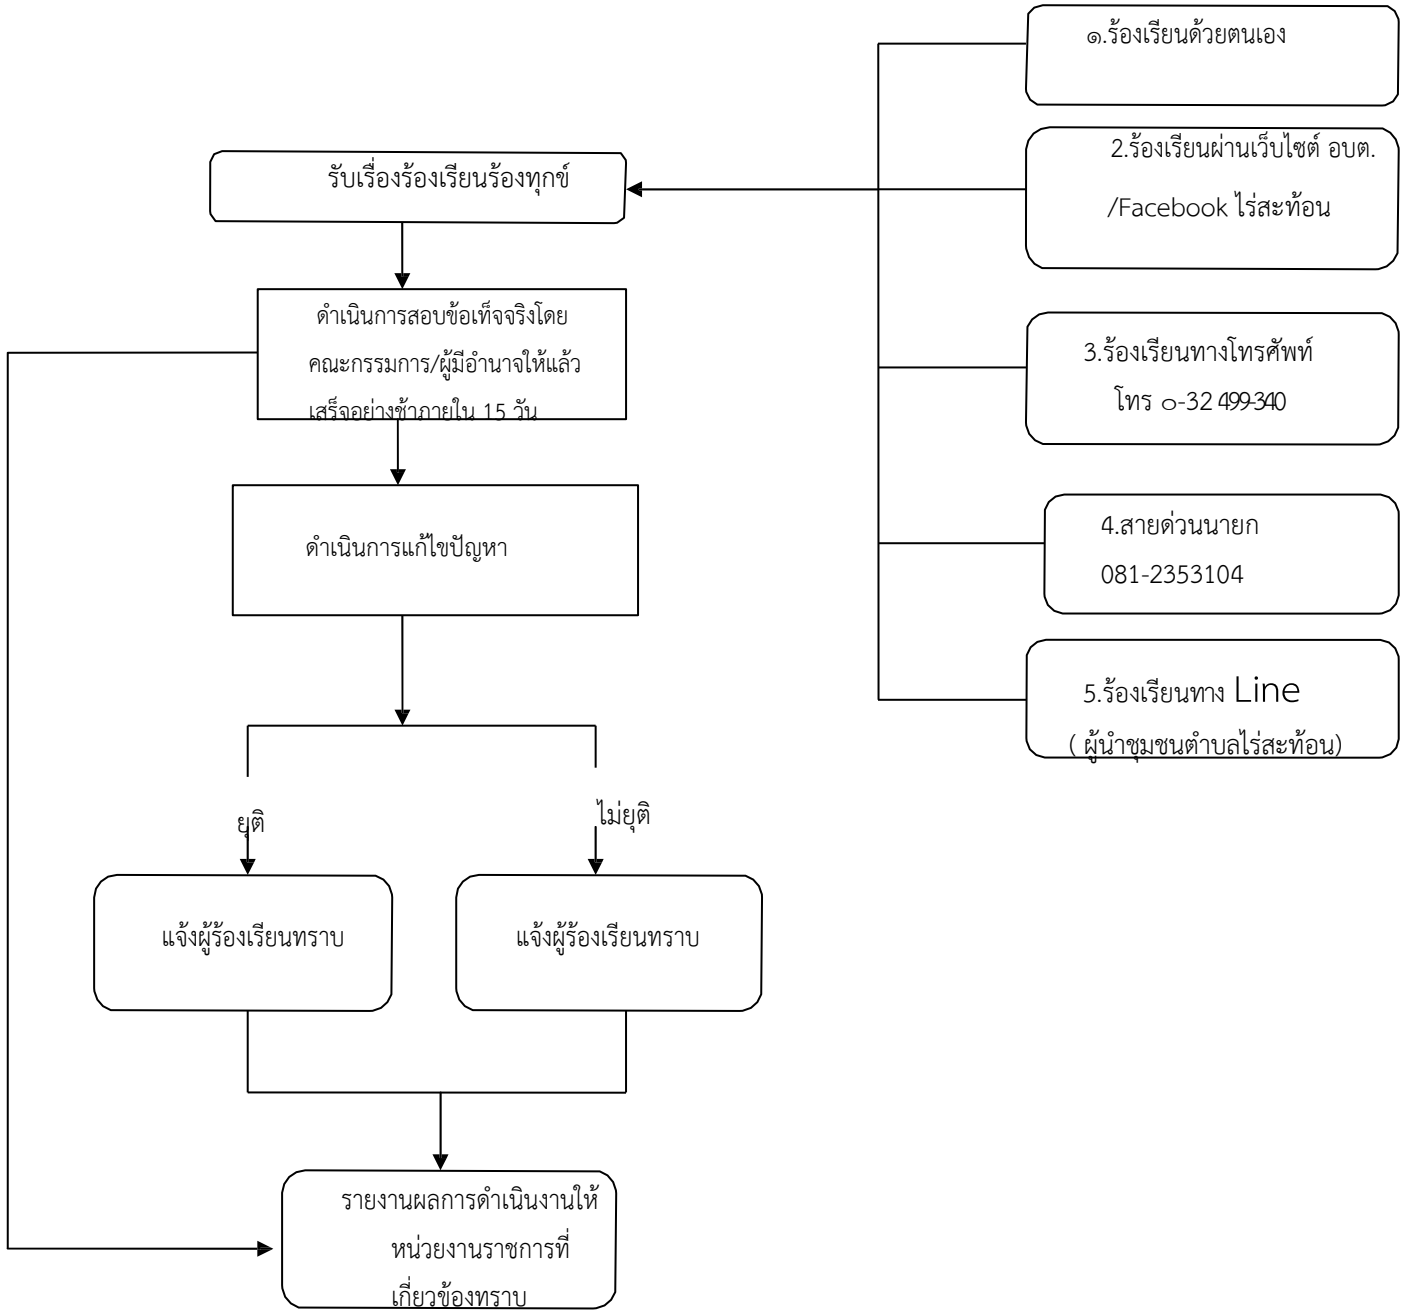 ๑.ร้องเรียนด้วยตนเอง
2.ร้องเรียนผ่านเว็บไซต์ อบต.
/Facebook ไร่สะท้อน
3.ร้องเรียนทางโทรศัพท์
โทร ๐-32 499-340
4.สายด่วนนายก
081-2353104
5.ร้องเรียนทาง Line
( ผู้นำชุมชนตำบลไร่สะท้อน)
รับเรื่องร้องเรียนร้องทุกข์
ดำเนินการสอบข้อเท็จจริงโดย
คณะกรรมการ/ผู้มีอำนาจให้แล้ว
เสร็จอย่างช้าภายใน 15 วัน
ดำเนินการแก้ไขปัญหา
ยุติ
ไม่ยุติ
แจ้งผู้ร้องเรียนทราบ
แจ้งผู้ร้องเรียนทราบ
รายงานผลการดำเนินงานให้
หน่วยงานราชการที่
เกี่ยวข้องทราบ